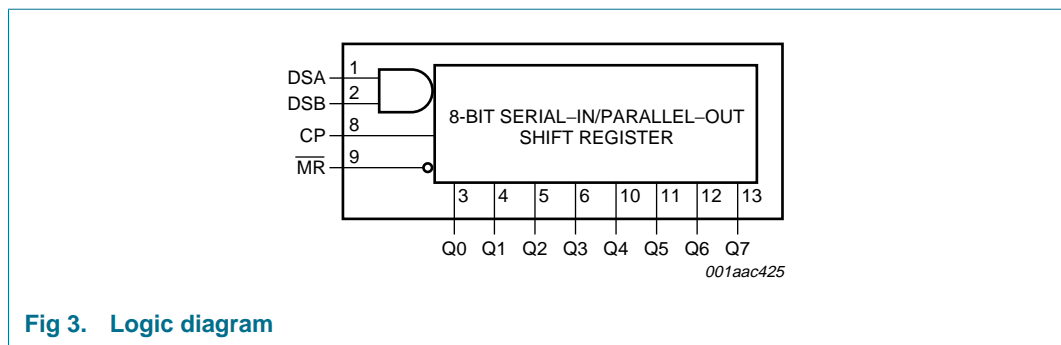 DSA 1
DSB 2
CP 8
MR 9
8-BIT SERIAL–IN/PARALLEL–OUT
SHIFT REGISTER
3 4 5 6 10 11 12 13
Q0 Q1 Q2 Q3 Q4 Q5 Q6 Q7
001aac425
Fig 3. Logic diagram